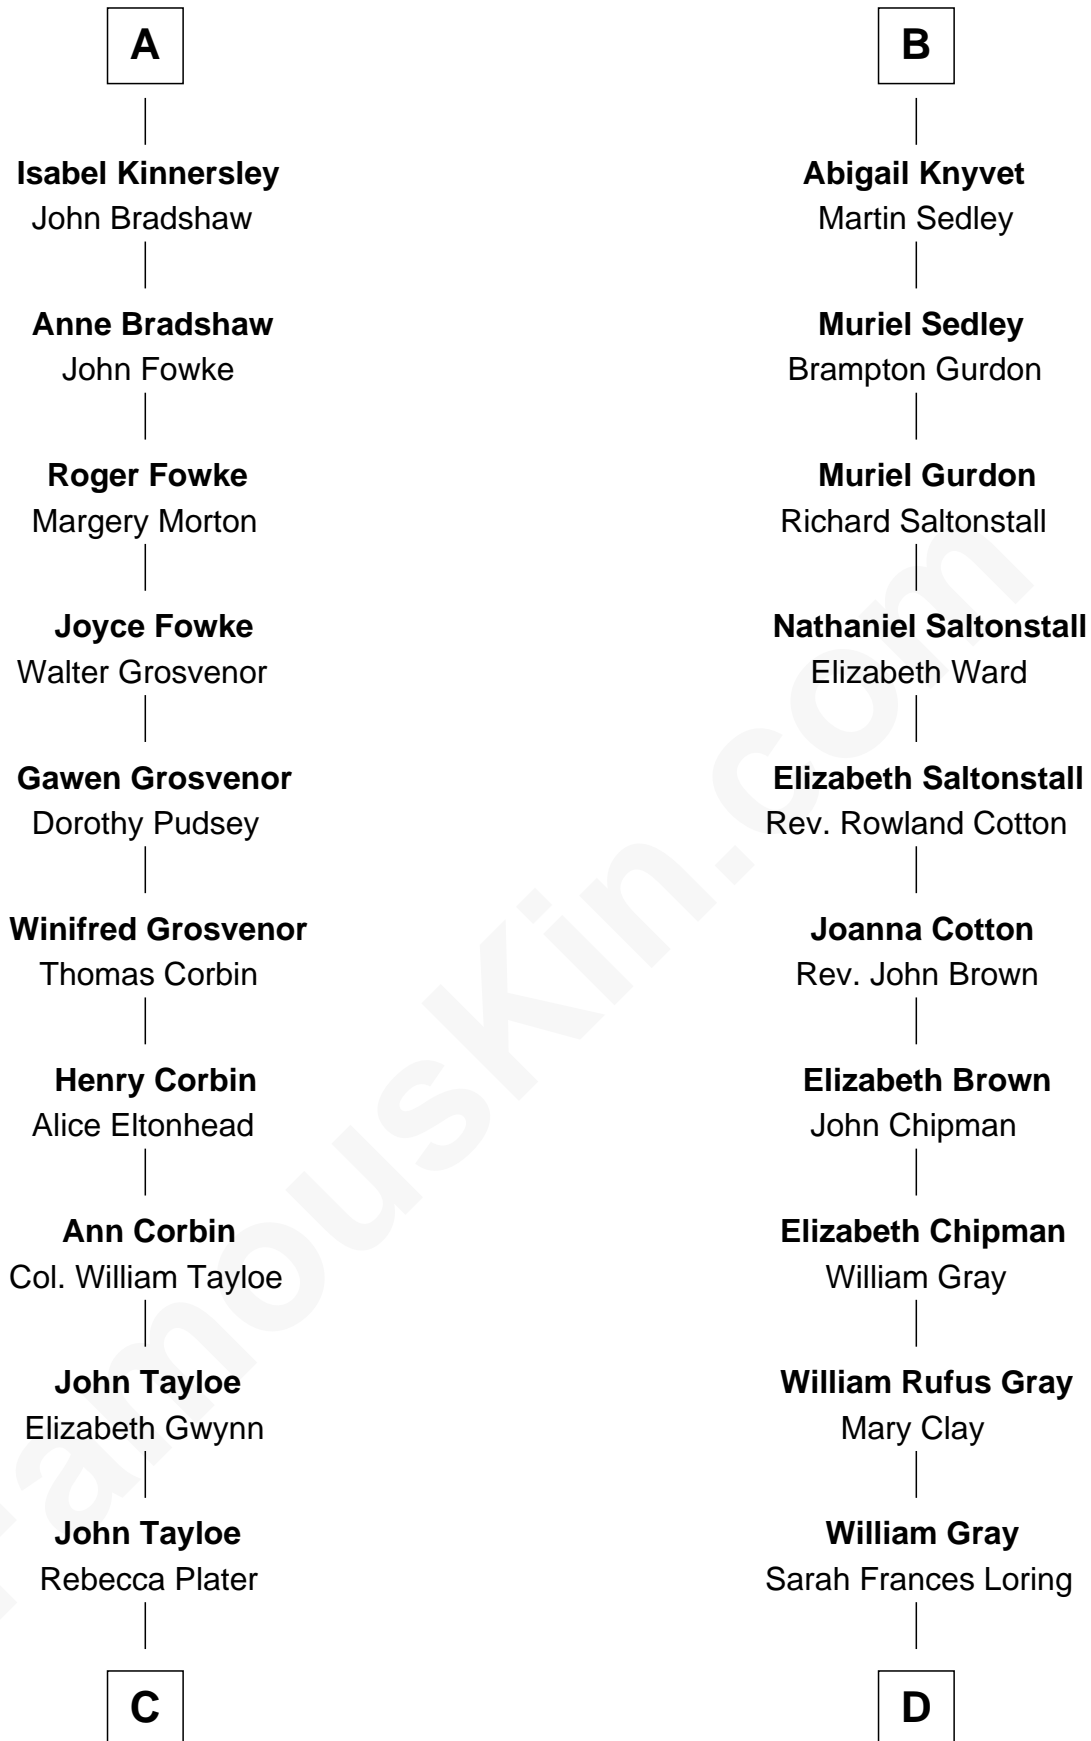 A
Isabel Kinnersley
John Bradshaw
Anne Bradshaw
John Fowke
Roger Fowke
Margery Morton
Joyce Fowke
Walter Grosvenor
Gawen Grosvenor
Dorothy Pudsey
Winifred Grosvenor
Thomas Corbin
Henry Corbin
Alice Eltonhead
Ann Corbin
Col. William Tayloe
John Tayloe
Elizabeth Gwynn
John Tayloe
Rebecca Plater
C
B
Abigail Knyvet
Martin Sedley
Muriel Sedley
Brampton Gurdon
Muriel Gurdon
Richard Saltonstall
Nathaniel Saltonstall
Elizabeth Ward
Elizabeth Saltonstall
Rev. Rowland Cotton
Joanna Cotton
Rev. John Brown
Elizabeth Brown
John Chipman
Elizabeth Chipman
William Gray
William Rufus Gray
Mary Clay
William Gray
Sarah Frances Loring
D
FamousKin.com